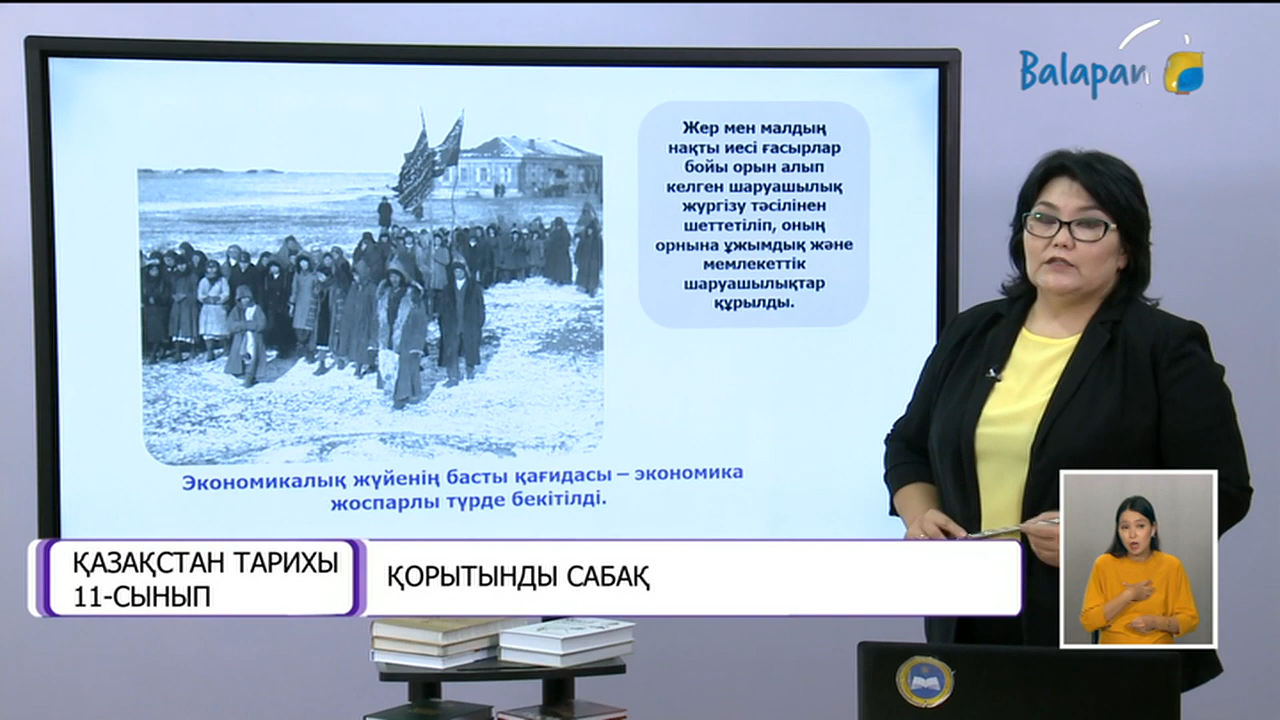 Balapan
Жер мен малдың
нақты иесі ғасырлар
бойы орын алып
келген шаруашылық
жургізу тәсілінен
шеттетіліп, оның
орнына ұжымдық және
мемлекеттік
шаруашылықтар
құрылды.
Экономикалық жүйенің басты қағидасы – экономика
жоспарлы түрде бекітілді.
ҚАЗАҚСТАН ТАРИХЫ
11-СЫНЫП
ҚОРЫТЫНДЫ САБАҚ